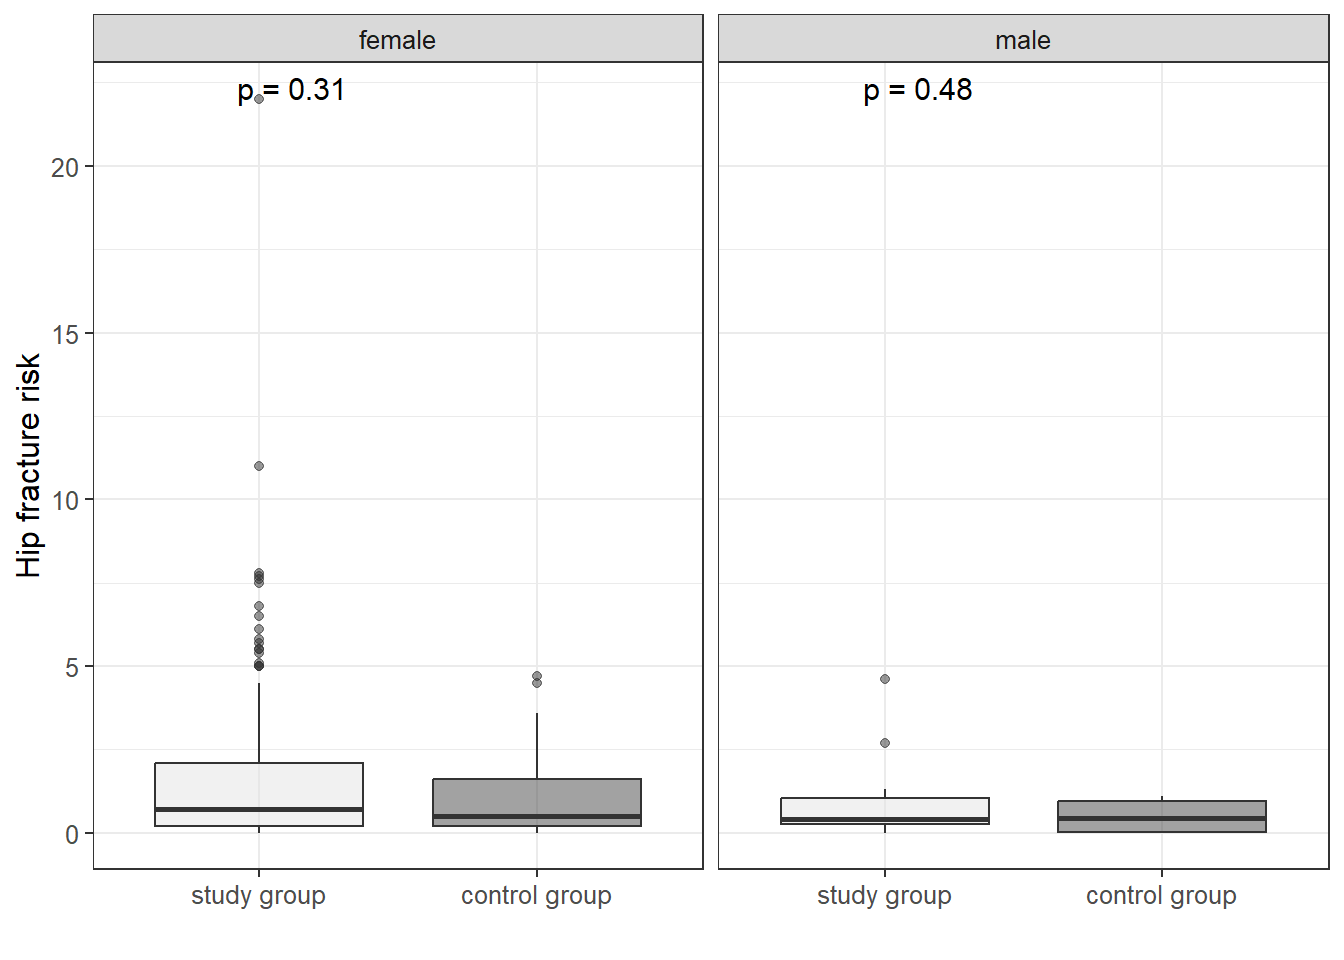 female
male
p = 0.31
p = 0.48
Hip fracture risk
20
15
10
5
0
study group
control group
study group
control group